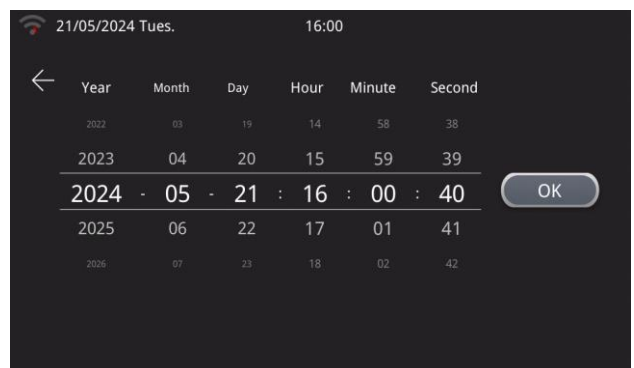 21/05/2024 Tues. 16:00
Year Month Day Hour Minute Second
2022 03 19 14 58 38
2023 04 20 15 59 39
2024 - 05 - 21 : 16 : 00 : 40 OK
2025 06 22 17 01 41
2026 07 23 18 02 42